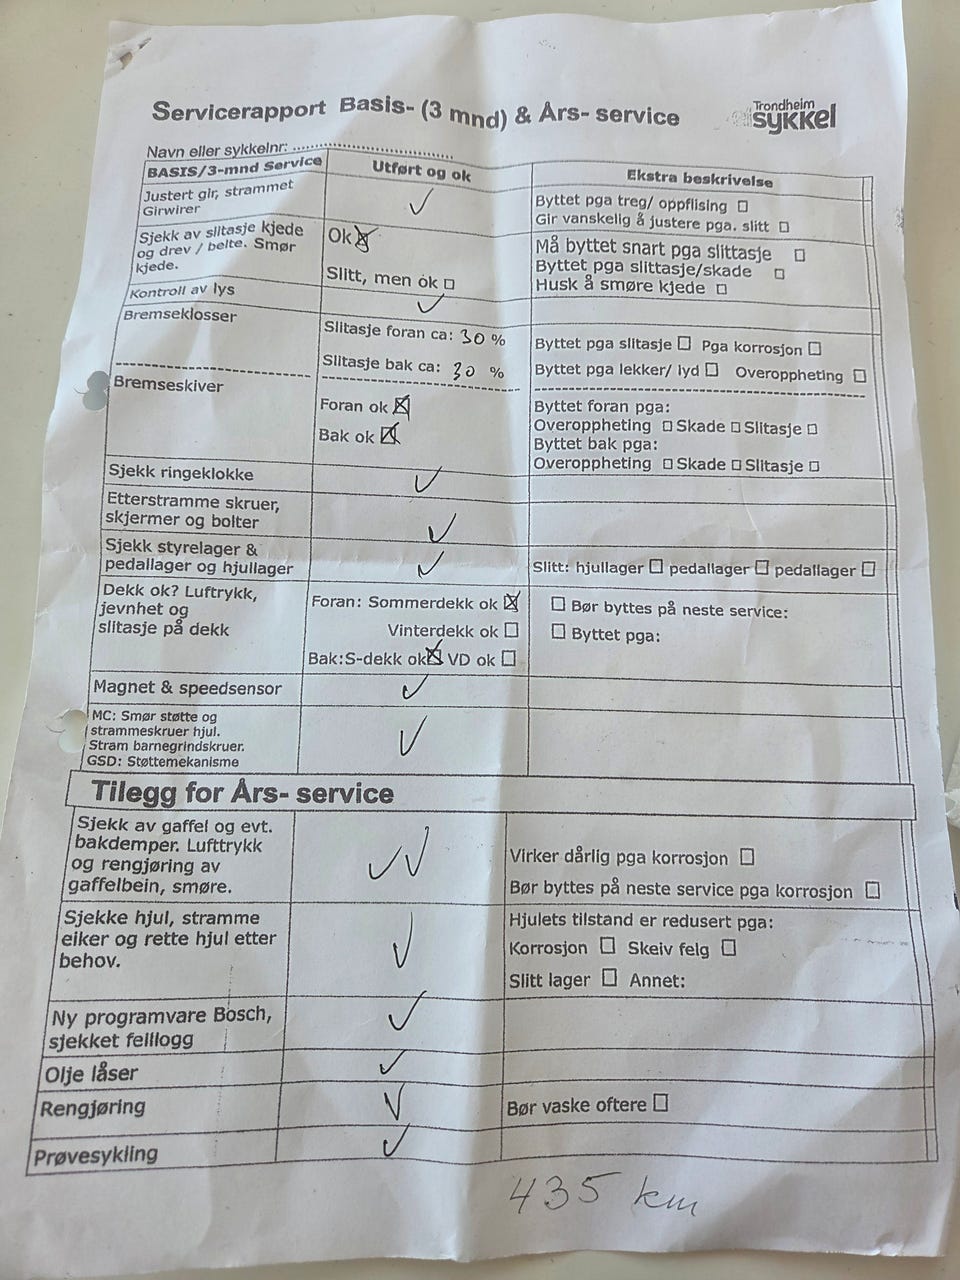 Servicerapport Basis- (3 mnd) & Års- service
Trondheim
sykkel
Navn eller sykkelnr: ......................................
BASIS/3-mnd Service
Utført og ok
Ekstra beskrivelse
Justert gir, strammet
Girwirer
✓
Byttet pga treg/ oppflising ☐
Gir vanskelig å justere pga. slitt ☐
Sjekk av slitasje kjede
og drev / belte. Smør
kjede.
Ok ☒
Slitt, men ok ☐
Må byttet snart pga slittasje ☐
Byttet pga slittasje/skade ☐
Husk å smøre kjede ☐
Kontroll av lys
✓
Bremseklosser
Slitasje foran ca: 30 %
Slitasje bak ca: 30 %
Byttet pga slitasje ☐ Pga korrosjon ☐
Byttet pga lekker/ lyd ☐ Overoppheting ☐
Bremseskiver
Foran ok ☒
Bak ok ☒
Byttet foran pga:
Overoppheting ☐ Skade ☐ Slitasje ☐
Byttet bak pga:
Overoppheting ☐ Skade ☐ Slitasje ☐
Sjekk ringeklokke
✓
Etterstramme skruer,
skjermer og bolter
✓
Sjekk styrelager &
pedallager og hjullager
✓
Slitt: hjullager ☐ pedallager ☐ pedallager ☐
Dekk ok? Luftrykk,
jevnhet og
slitasje på dekk
Foran: Sommerdekk ok ☒
Vinterdekk ok ☐
Bak:S-dekk ok☒ VD ok ☐
☐ Bør byttes på neste service:
☐ Byttet pga:
Magnet & speedsensor
✓
MC: Smør støtte og
strammeskruer hjul.
Stram barnegrindskruer.
GSD: Støttemekanisme
✓
Tilegg for Års- service
Sjekk av gaffel og evt.
bakdemper. Lufttrykk
og rengjøring av
gaffelbein, smøre.
✓✓
Virker dårlig pga korrosjon ☐
Bør byttes på neste service pga korrosjon ☐
Sjekke hjul, stramme
eiker og rette hjul etter
behov.
✓
Hjulets tilstand er redusert pga:
Korrosjon ☐ Skeiv felg ☐
Slitt lager ☐ Annet:
Ny programvare Bosch,
sjekket feillogg
✓
Olje låser
✓
Rengjøring
✓
Bør vaske oftere ☐
Prøvesykling
✓
435 km